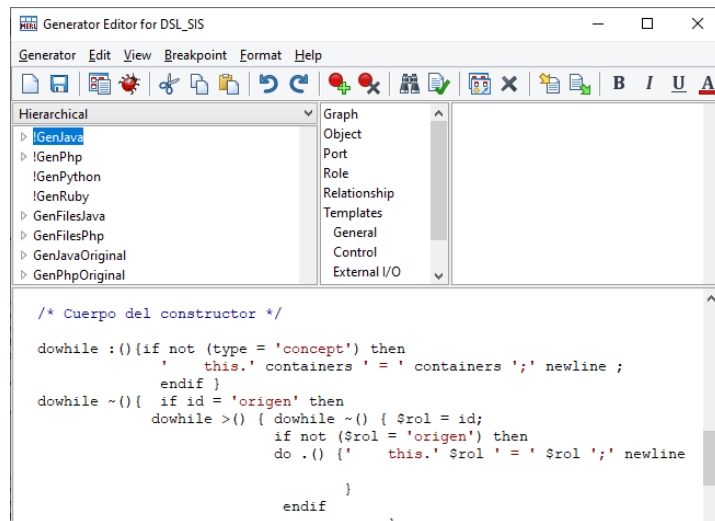 MERL Generator Editor for DSL_SIS
Generator Edit View Breakpoint Format Help
B I U A
Hierarchical
!GenJava
!GenPhp
!GenPython
!GenRuby
GenFilesJava
GenFilesPhp
GenJavaOriginal
GenPhpOriginal
Graph
Object
Port
Role
Relationship
Templates
General
Control
External I/O
/* Cuerpo del constructor */
dowhile :(){if not (type = 'concept') then
'    this.' containers ' = ' containers ';' newline ;
endif }
dowhile ~(){  if id = 'origen' then
dowhile >() { dowhile ~() { $rol = id;
if not ($rol = 'origen') then
do .() {'    this.' $rol ' = ' $rol ';' newline
}
endif